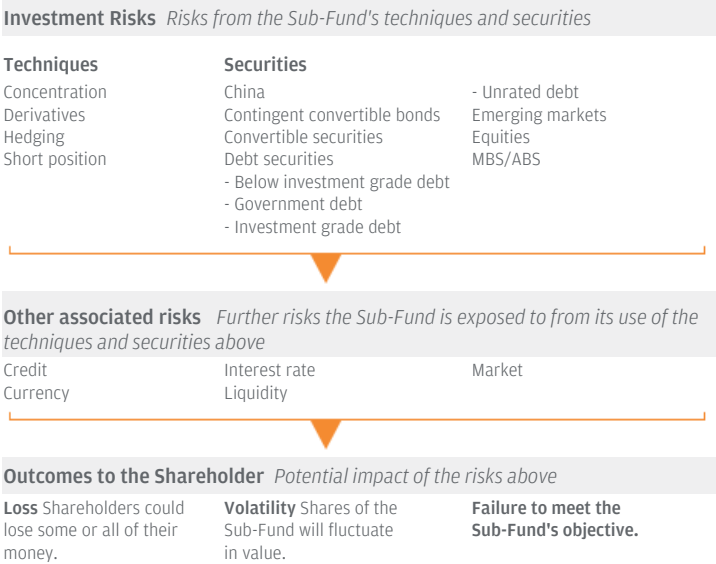 Investment Risks Risks from the Sub-Fund's techniques and securities
Techniques
Concentration
Derivatives
Hedging
Short position
Securities
China
Contingent convertible bonds
Convertible securities
Debt securities
- Below investment grade debt
- Government debt
- Investment grade debt
- Unrated debt
Emerging markets
Equities
MBS/ABS
Other associated risks Further risks the Sub-Fund is exposed to from its use of the
techniques and securities above
Credit
Currency
Interest rate
Liquidity
Market
Outcomes to the Shareholder Potential impact of the risks above
Loss Shareholders could
lose some or all of their
money.
Volatility Shares of the
Sub-Fund will fluctuate
in value.
Failure to meet the
Sub-Fund's objective.